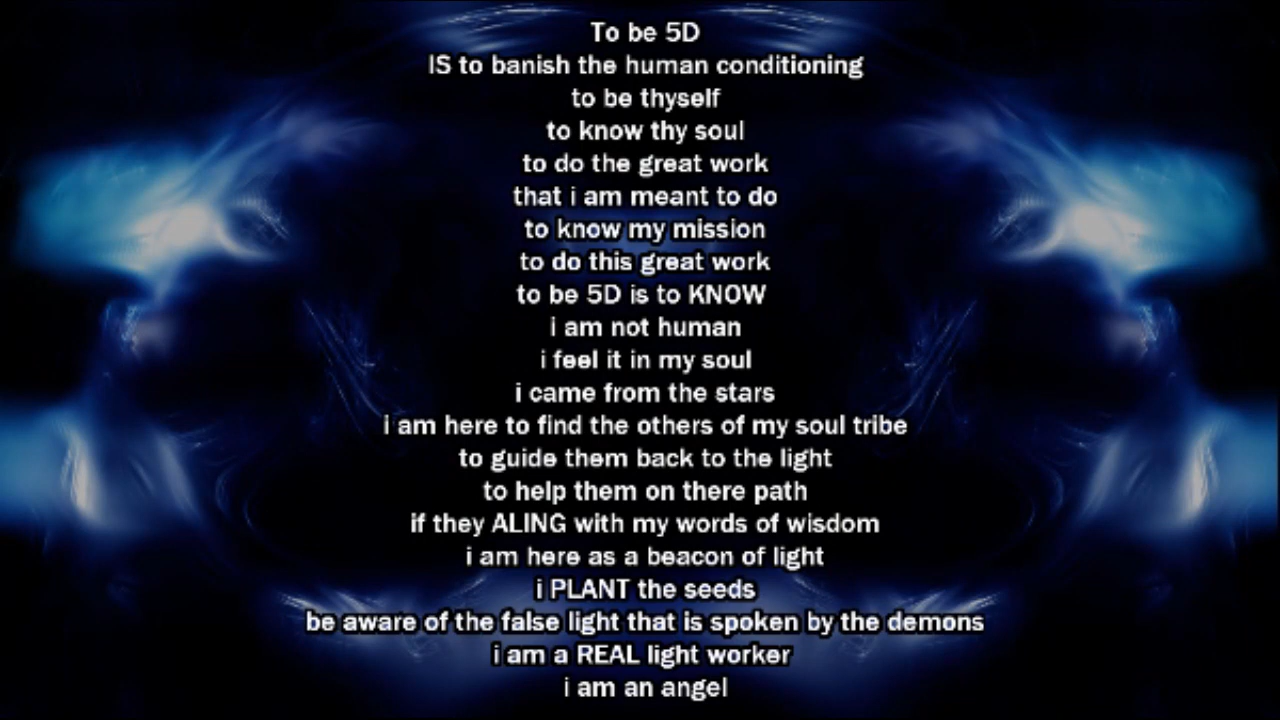 To be 5D
IS to banish the human conditioning
to be thyself
to know thy soul
to do the great work
that i am meant to do
to know my mission
to do this great work
to be 5D is to KNOW
i am not human
i feel it in my soul
i came from the stars
i am here to find the others of my soul tribe
to guide them back to the light
to help them on there path
if they ALING with my words of wisdom
i am here as a beacon of light
i PLANT the seeds
be aware of the false light that is spoken by the demons
i am a REAL light worker
i am an angel